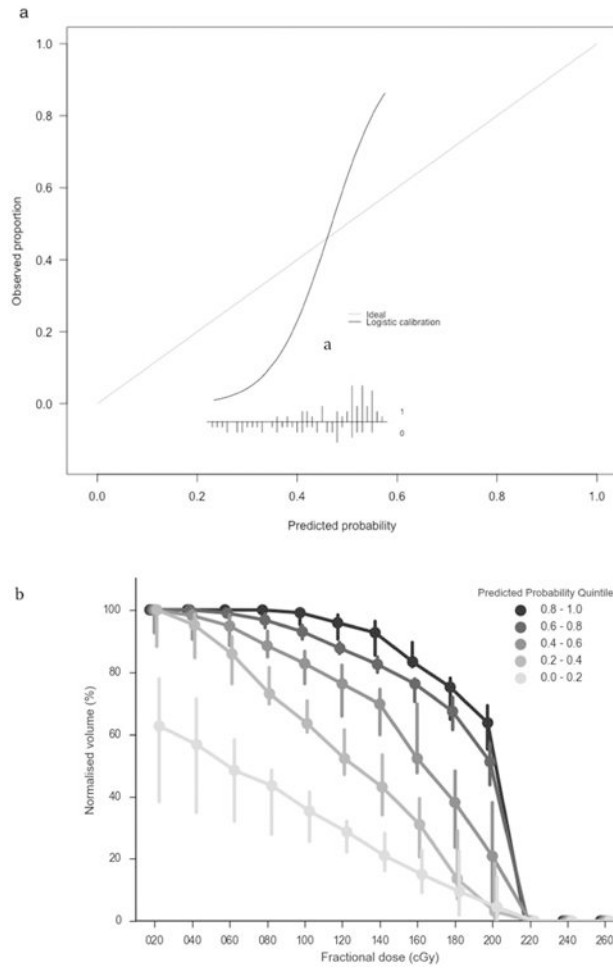 a
1.0
0.8
0.6
0.4
0.2
0.0
Observed proportion
Ideal
Logistic calibration
a
1
0
0.0 0.2 0.4 0.6 0.8 1.0
Predicted probability
b
Predicted Probability Quintile
0.8 - 1.0
0.6 - 0.8
0.4 - 0.6
0.2 - 0.4
0.0 - 0.2
100
80
60
40
20
0
Normalised volume (%)
020 040 060 080 100 120 140 160 180 200 220 240 260
Fractional dose (cGy)